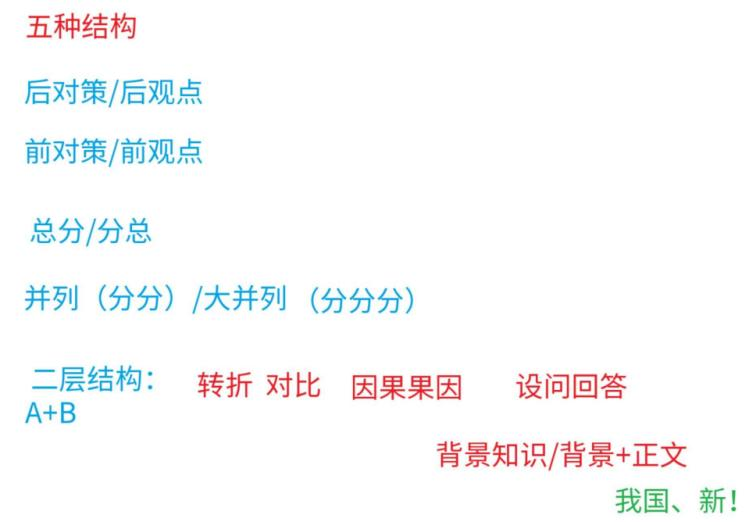 五种结构
后对策/后观点
前对策/前观点
总分/分总
并列（分分）/大并列（分分分）
二层结构： 转折 对比 因果果因 设问回答
A+B
背景知识/背景+正文
我国、新！